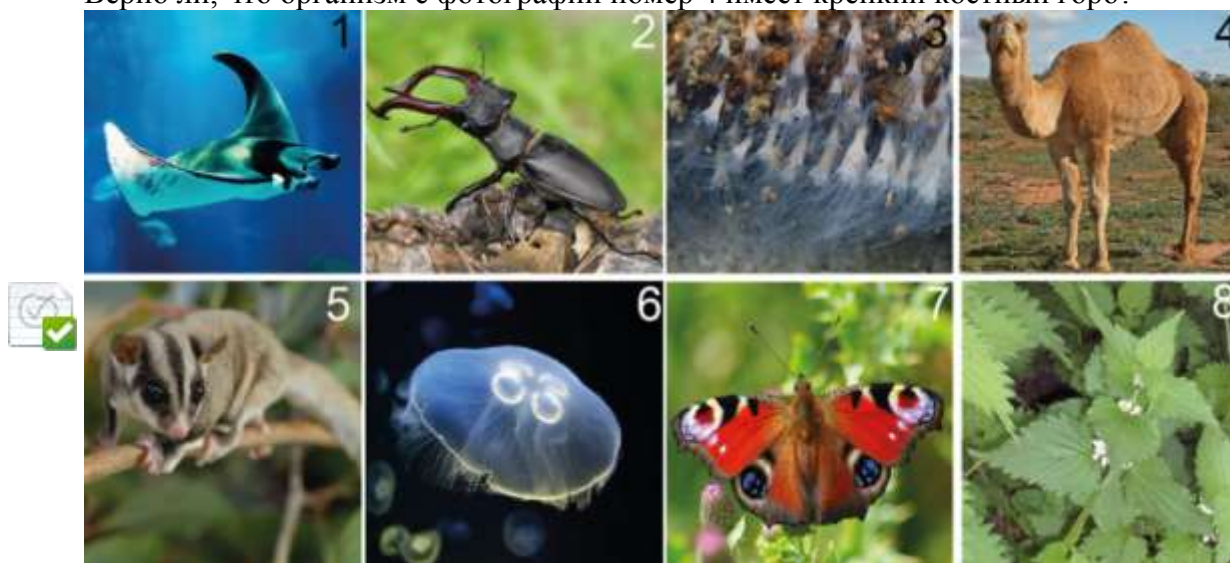 Верно ли, что организм с фотографии номер 4 имеет крепкий костный горб?
1 2 3 4
5 6 7 8